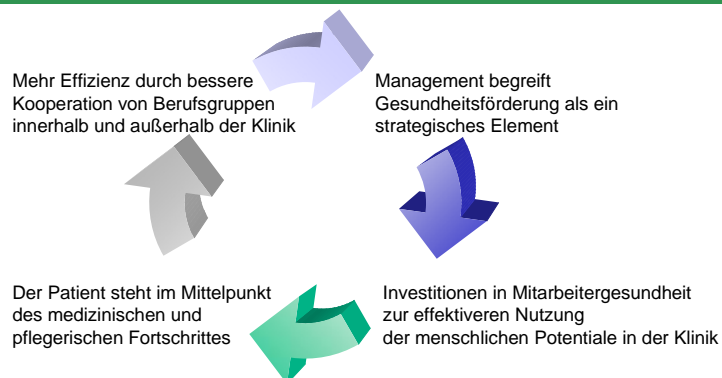 Mehr Effizienz durch bessere
Kooperation von Berufsgruppen
innerhalb und außerhalb der Klinik
Management begreift
Gesundheitsförderung als ein
strategisches Element
Der Patient steht im Mittelpunkt
des medizinischen und
pflegerischen Fortschrittes
Investitionen in Mitarbeitergesundheit
zur effektiveren Nutzung
der menschlichen Potentiale in der Klinik